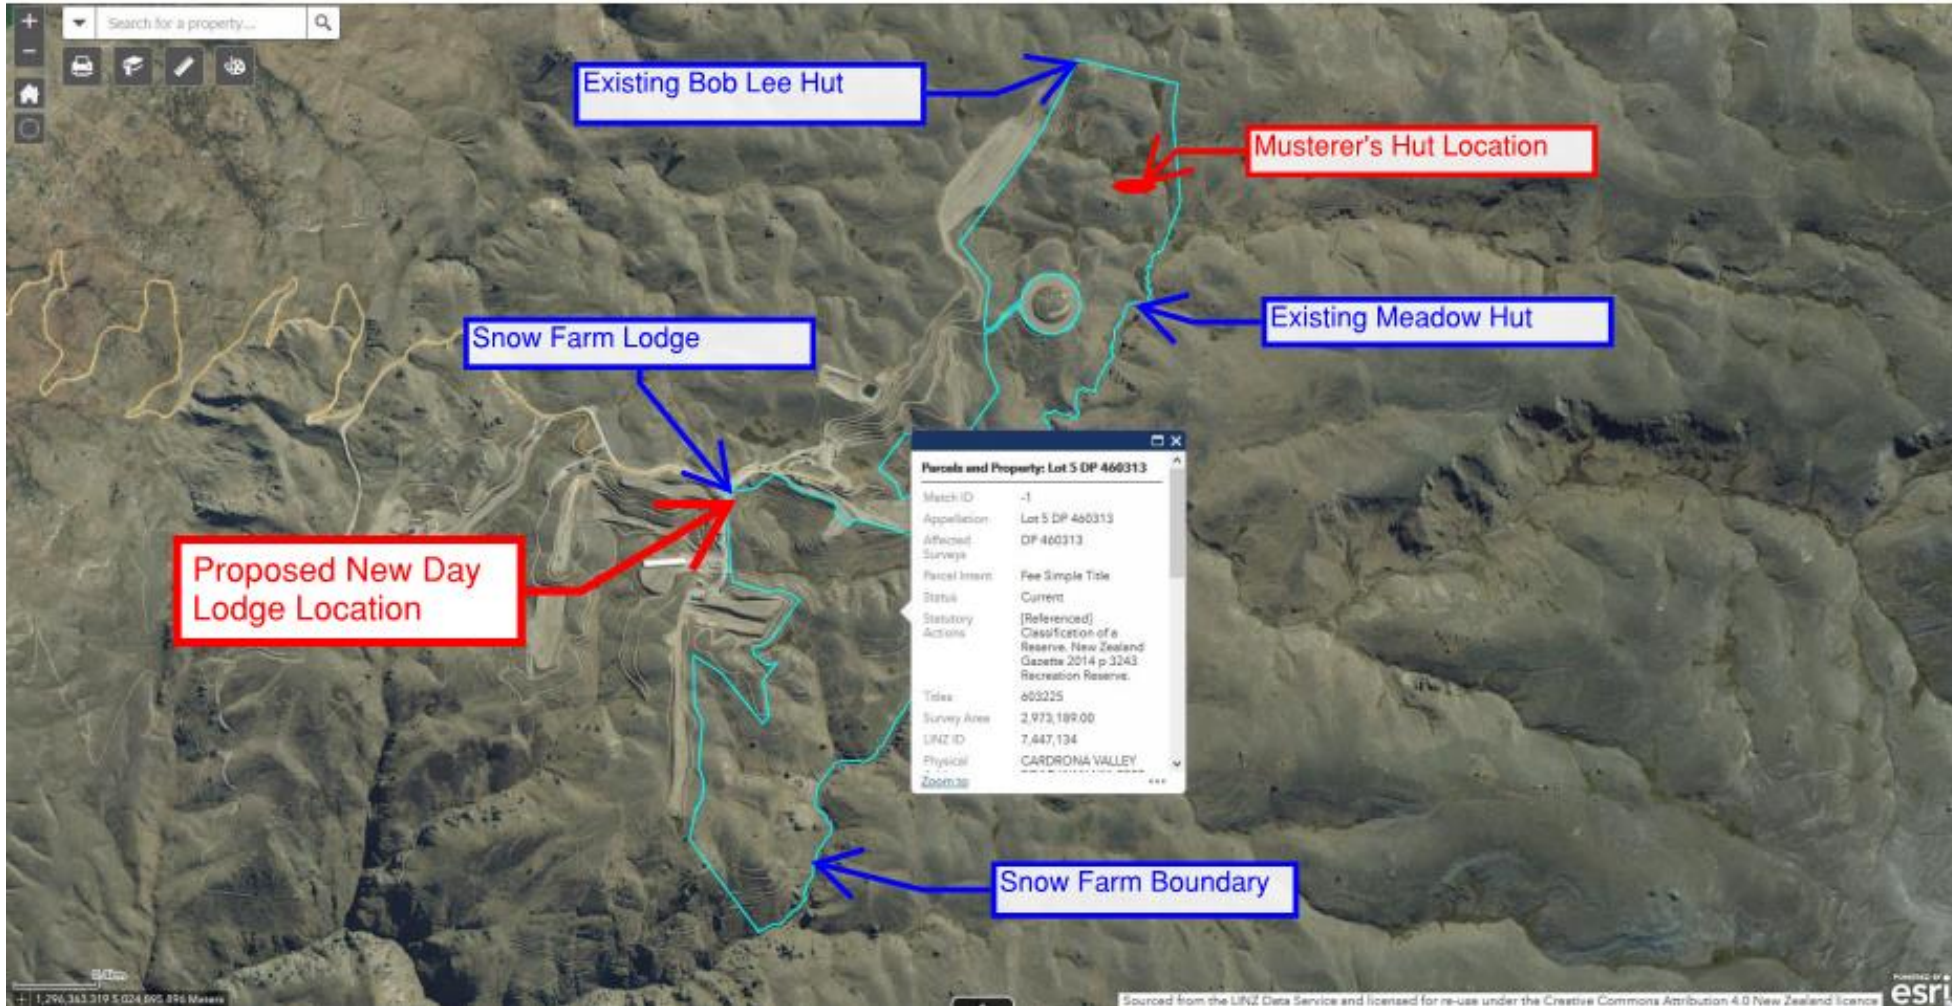 Search for a property...
Existing Bob Lee Hut
Musterer's Hut Location
Existing Meadow Hut
Snow Farm Lodge
Proposed New Day
Lodge Location
Parcels and Property: Lot 5 DP 460313
Match ID -1
Appellation Lot 5 DP 460313
Affected DP 460313
Surveys
Parcel Intent Fee Simple Title
Status Current
Statutory [Referenced]
Actions Classification of a
Reserve. New Zealand
Gazette 2014 p 3243
Recreation Reserve.
Titles 603225
Survey Area 2,973,189.00
LINZ ID 7,447,134
Physical CARDRONA VALLEY
Zoom to
Snow Farm Boundary
Meters
POWERED BY
esri
Sourced from the LINZ Data Service and licensed for re-use under the Creative Commons Attribution 4.0 New Zealand